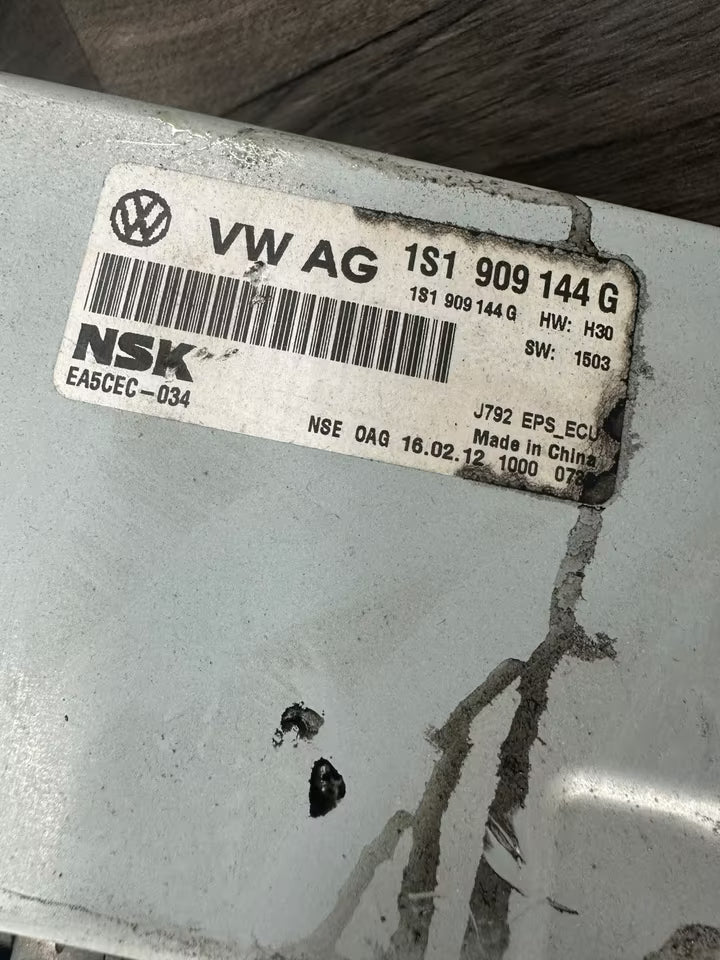 VW AG 1S1 909 144 G
1S1 909 144 G HW: H30
SW: 1503
NSK
EA5CEC-034
J792 EPS_ECU
Made in China
NSE OAG 16.02.12 1000